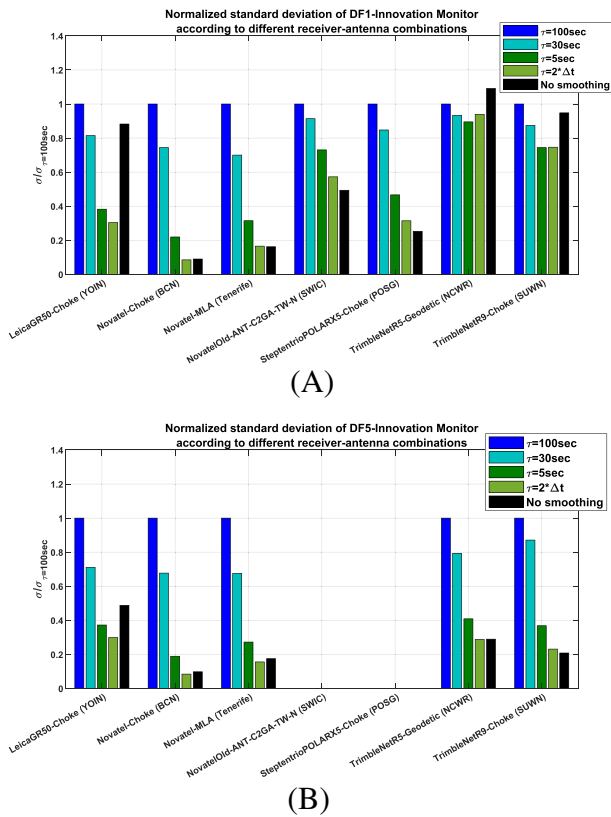 Normalized standard deviation of DF1-Innovation Monitor
according to different receiver-antenna combinations
τ=100sec
τ=30sec
τ=5sec
τ=2*Δt
No smoothing
σ/σ τ=100sec
1.4
1.2
1
0.8
0.6
0.4
0.2
0
LeicaGR50-Choke (YOIN)
Novatel-Choke (BCN)
Novatel-MLA (Tenerife)
NovatelOld-ANT-C2GA-TW-N (SWIC)
SteptentrioPOLARX5-Choke (POSG)
TrimbleNetR5-Geodetic (NCWR)
TrimbleNetR9-Choke (SUWN)
(A)
Normalized standard deviation of DF5-Innovation Monitor
according to different receiver-antenna combinations
τ=100sec
τ=30sec
τ=5sec
τ=2*Δt
No smoothing
σ/σ τ=100sec
1.4
1.2
1
0.8
0.6
0.4
0.2
0
LeicaGR50-Choke (YOIN)
Novatel-Choke (BCN)
Novatel-MLA (Tenerife)
NovatelOld-ANT-C2GA-TW-N (SWIC)
SteptentrioPOLARX5-Choke (POSG)
TrimbleNetR5-Geodetic (NCWR)
TrimbleNetR9-Choke (SUWN)
(B)